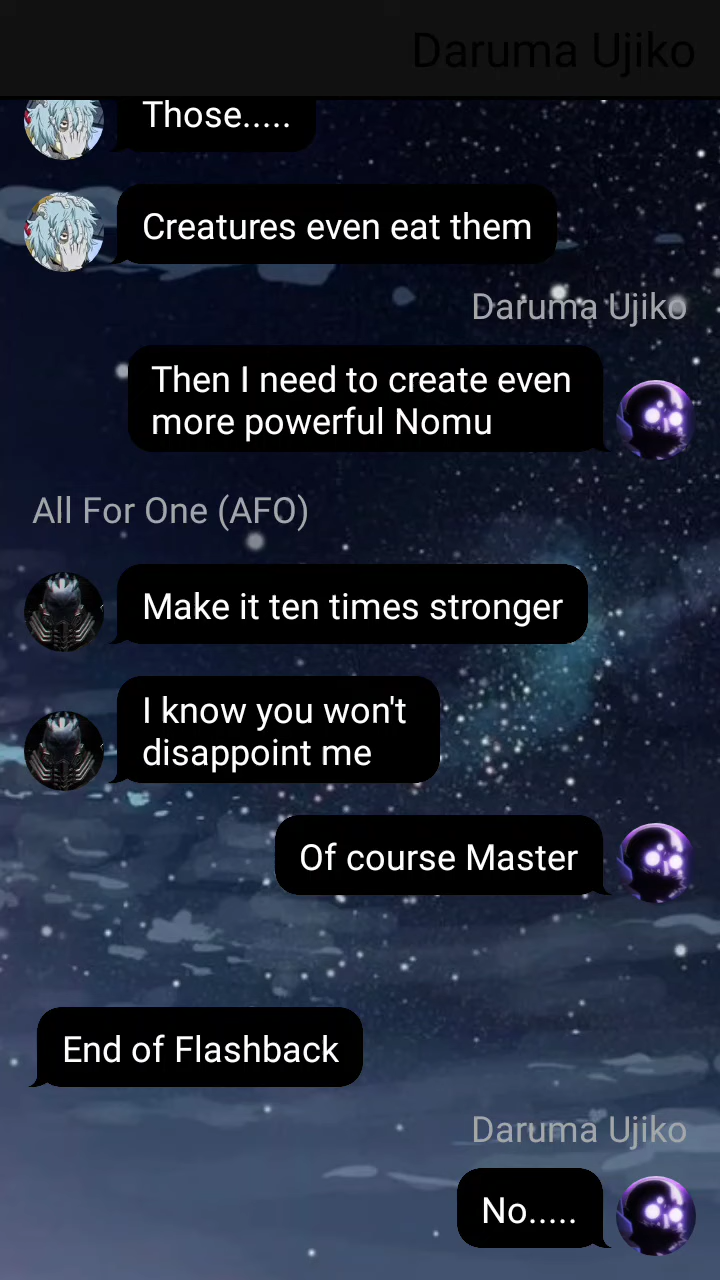 Daruma Ujiko
Those.....
Creatures even eat them
Daruma Ujiko
Then I need to create even
more powerful Nomu
All For One (AFO)
Make it ten times stronger
I know you won't
disappoint me
Of course Master
End of Flashback
Daruma Ujiko
No.....